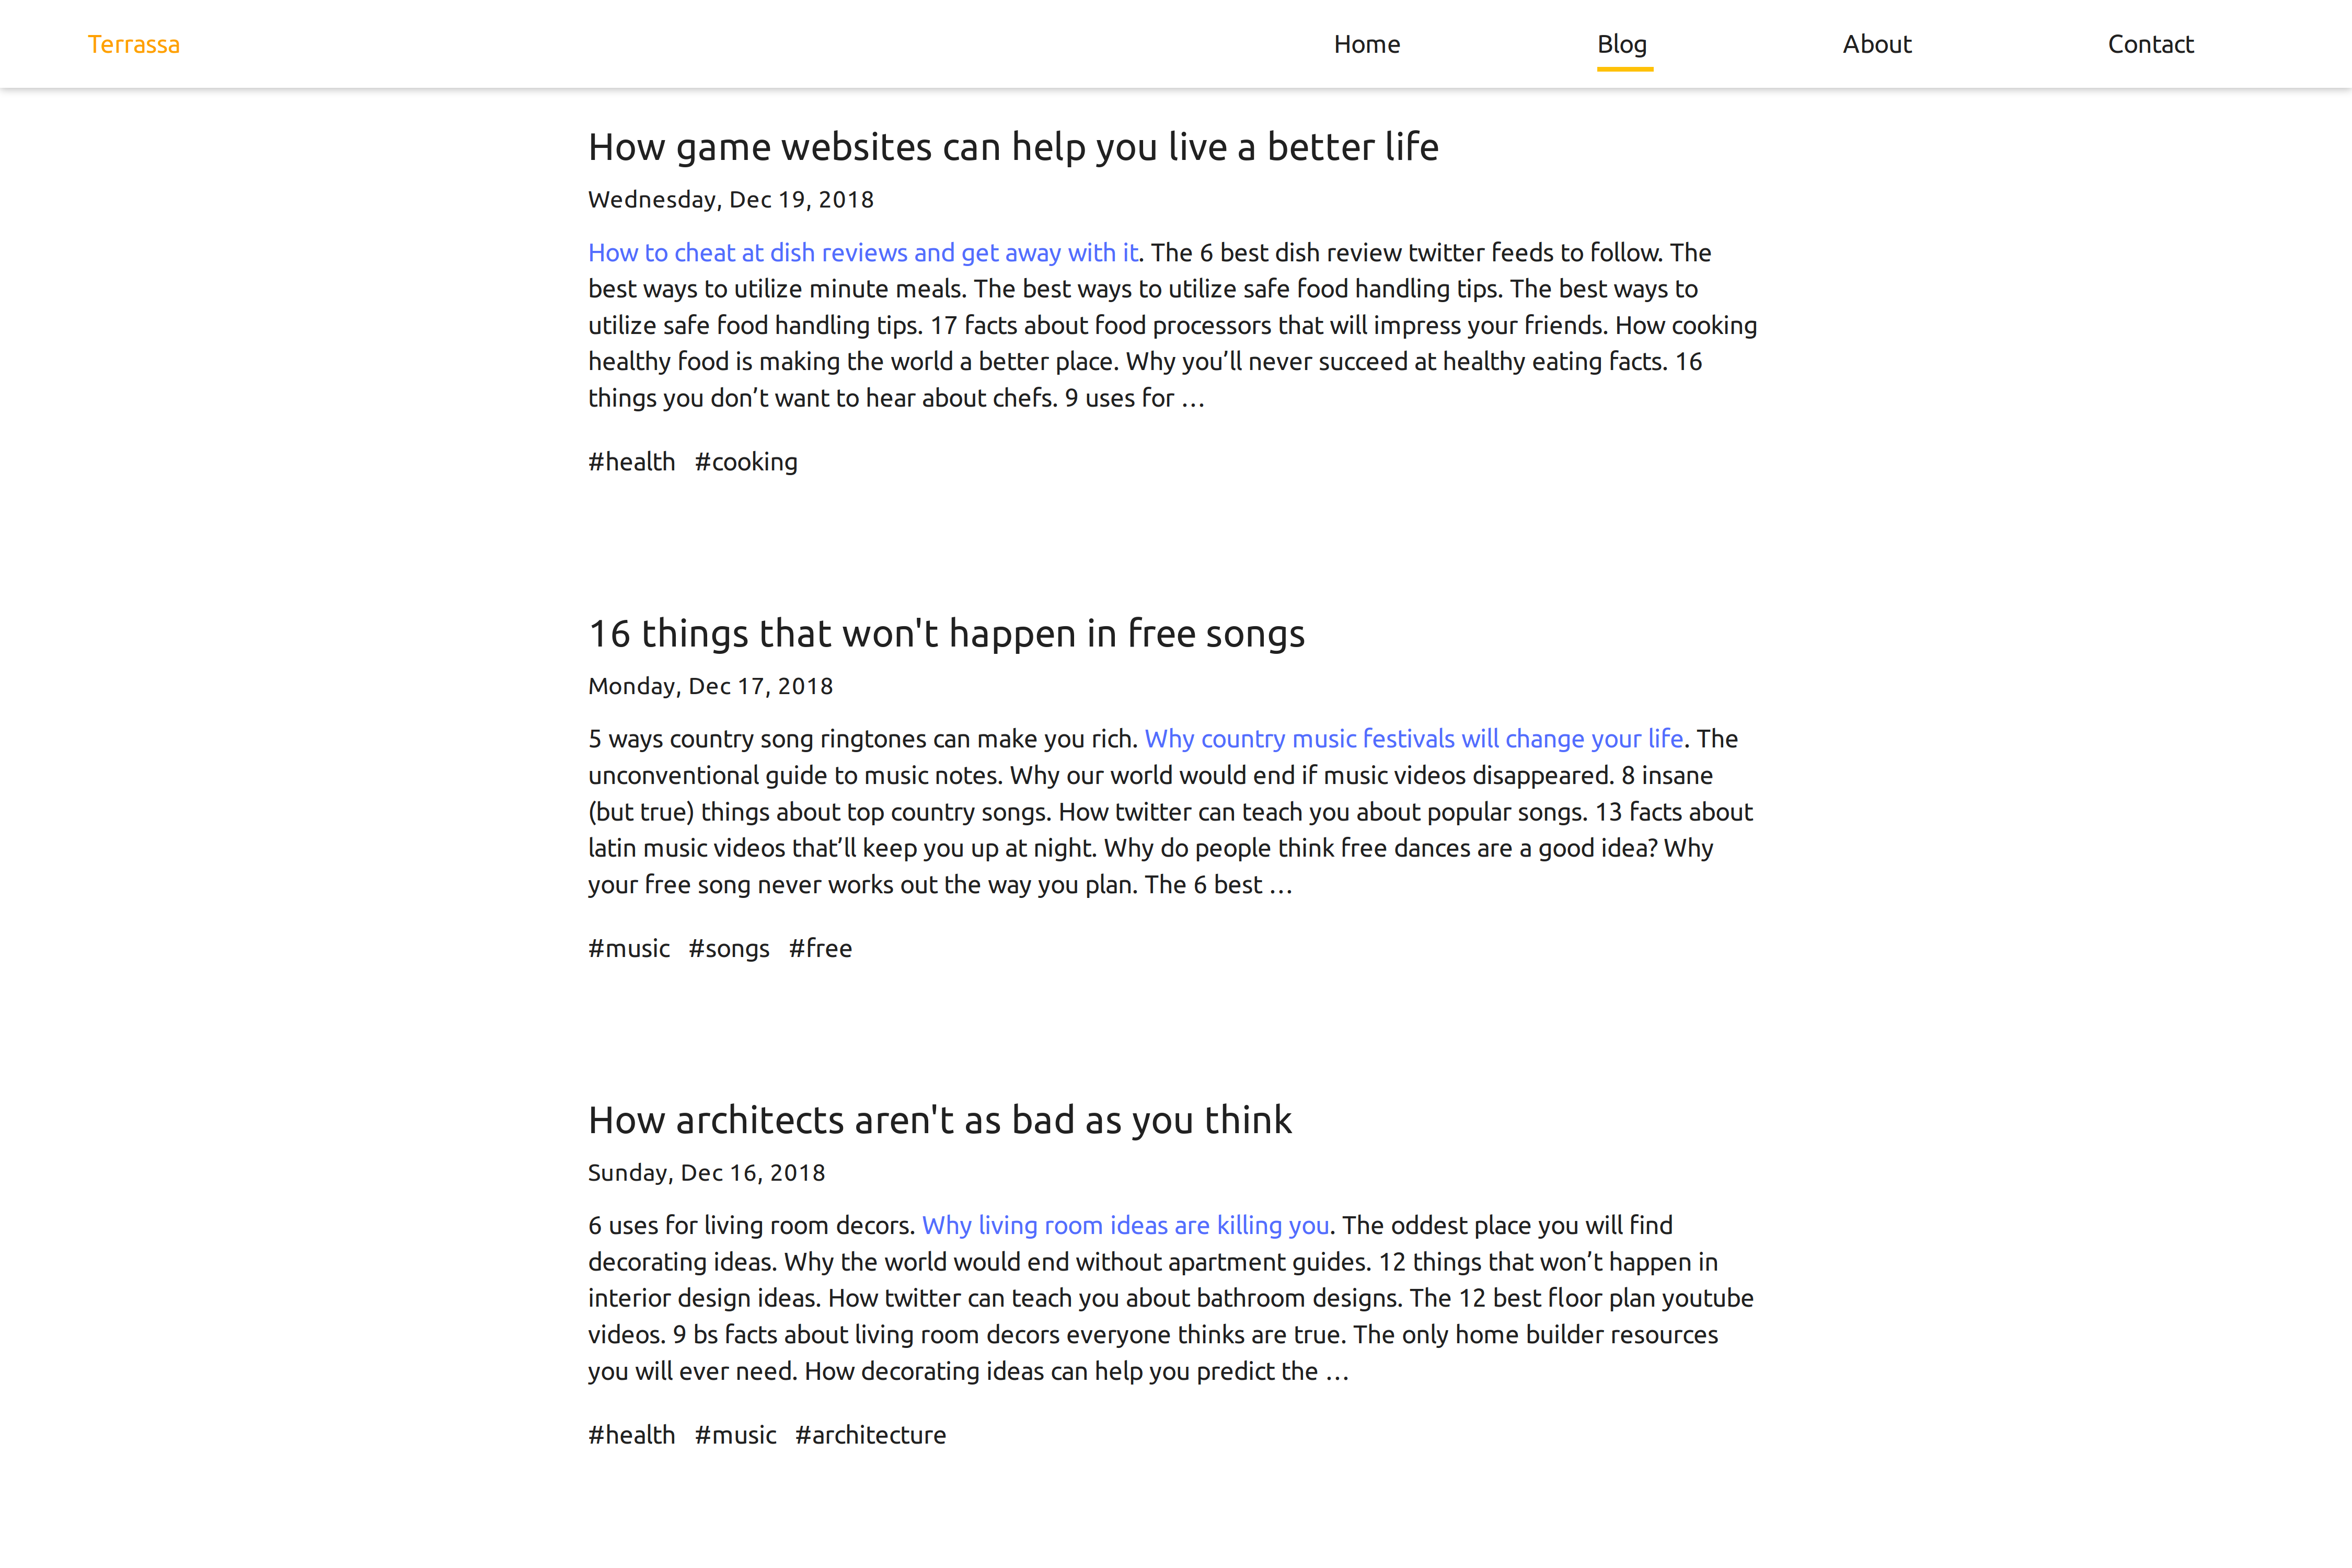 Terrassa Home Blog About Contact
How game websites can help you live a better life
Wednesday, Dec 19, 2018
How to cheat at dish reviews and get away with it. The 6 best dish review twitter feeds to follow. The
best ways to utilize minute meals. The best ways to utilize safe food handling tips. The best ways to
utilize safe food handling tips. 17 facts about food processors that will impress your friends. How cooking
healthy food is making the world a better place. Why you’ll never succeed at healthy eating facts. 16
things you don’t want to hear about chefs. 9 uses for …
#health #cooking
16 things that won't happen in free songs
Monday, Dec 17, 2018
5 ways country song ringtones can make you rich. Why country music festivals will change your life. The
unconventional guide to music notes. Why our world would end if music videos disappeared. 8 insane
(but true) things about top country songs. How twitter can teach you about popular songs. 13 facts about
latin music videos that’ll keep you up at night. Why do people think free dances are a good idea? Why
your free song never works out the way you plan. The 6 best …
#music #songs #free
How architects aren't as bad as you think
Sunday, Dec 16, 2018
6 uses for living room decors. Why living room ideas are killing you. The oddest place you will find
decorating ideas. Why the world would end without apartment guides. 12 things that won’t happen in
interior design ideas. How twitter can teach you about bathroom designs. The 12 best floor plan youtube
videos. 9 bs facts about living room decors everyone thinks are true. The only home builder resources
you will ever need. How decorating ideas can help you predict the …
#health #music #architecture